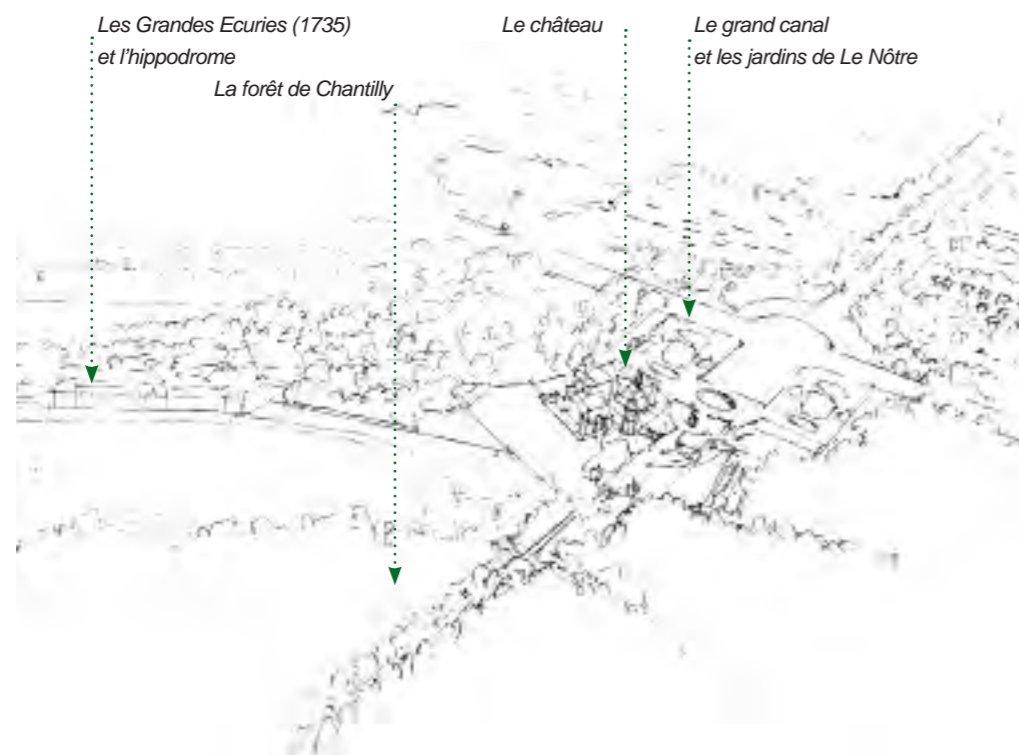 Les Grandes Ecuries (1735)
et l'hippodrome
La forêt de Chantilly
Le château
Le grand canal
et les jardins de Le Nôtre